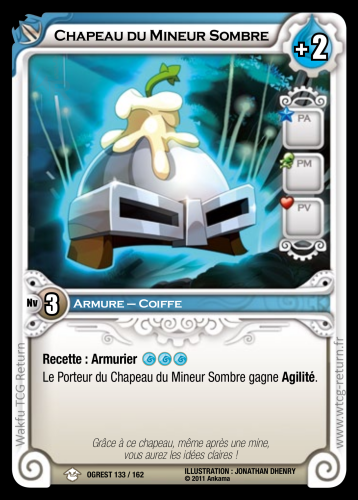 Chapeau du Mineur Sombre
+2
PA
PM
PV
Nv 3 Armure – Coiffe
Recette : Armurier
Le Porteur du Chapeau du Mineur Sombre gagne Agilité.
Grâce à ce chapeau, même après une mine,
vous aurez les idées claires !
OGREST 133 / 162
ILLUSTRATION : JONATHAN DHENRY
© 2011 Ankama
Wakfu TCG Return
www.wtcg-return.fr